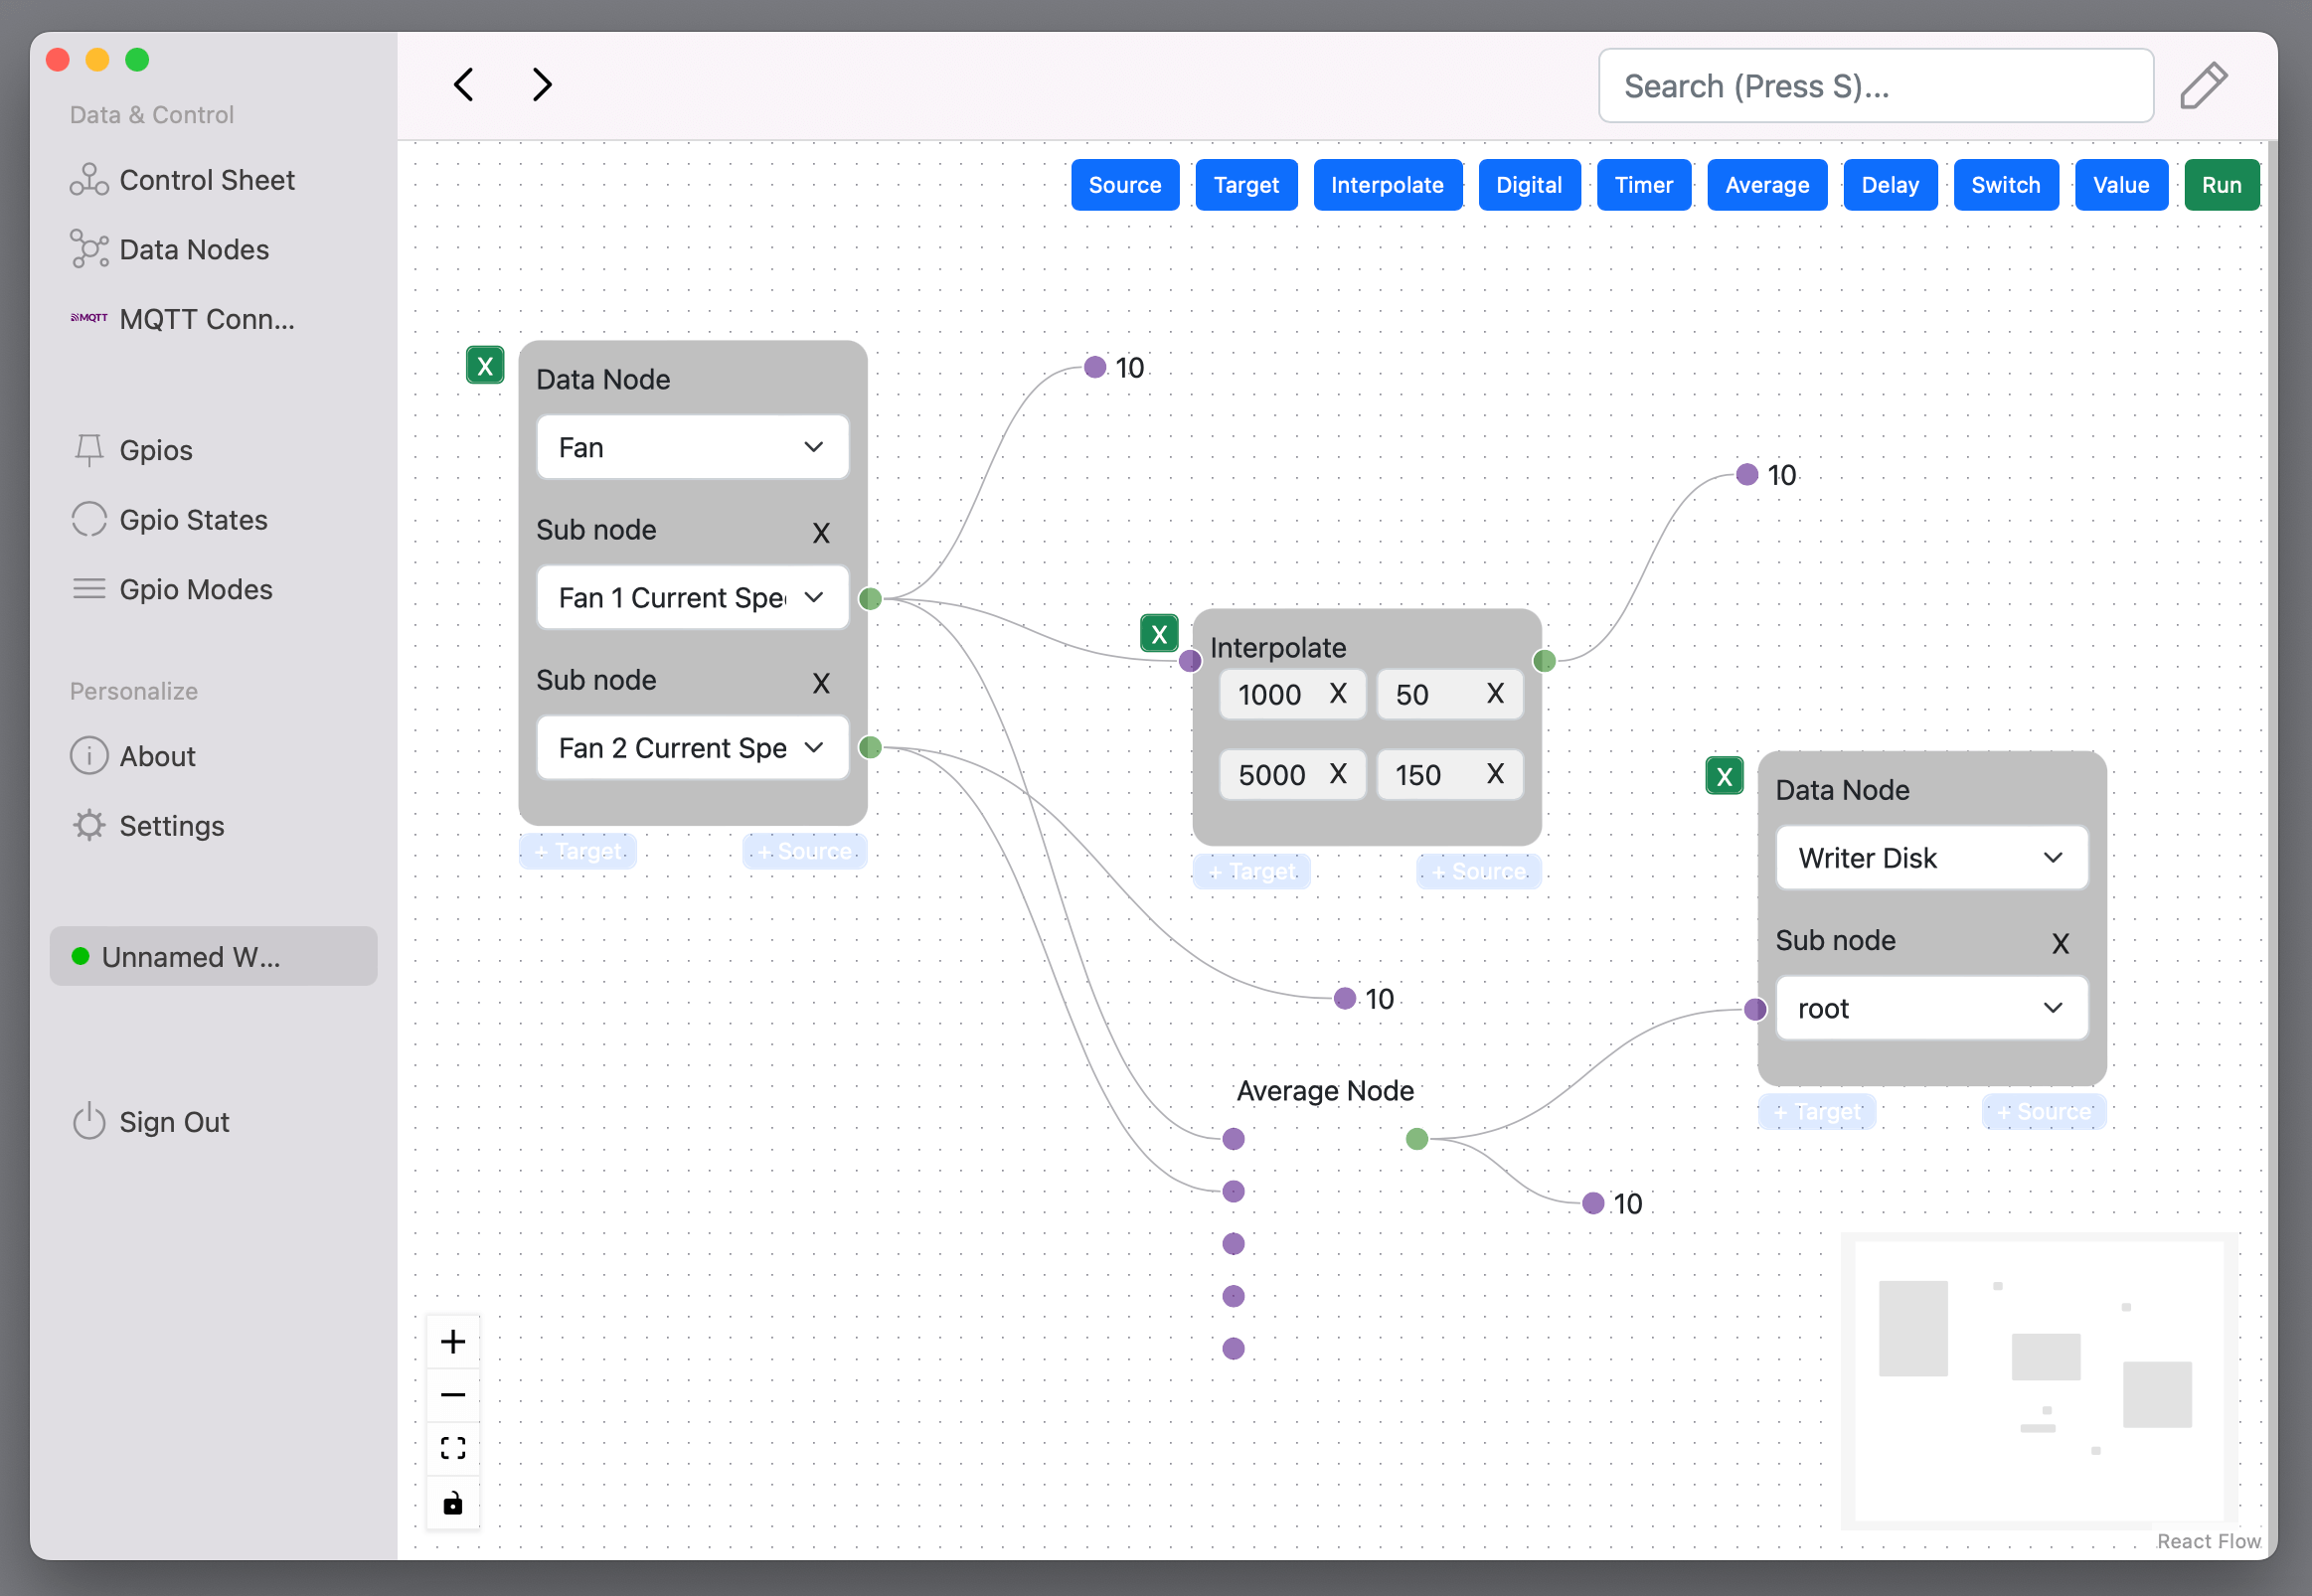 Data & Control
Control Sheet
Data Nodes
MQTT
MQTT Conn...
Gpios
Gpio States
Gpio Modes
Personalize
About
Settings
Unnamed W...
Sign Out
Search (Press S)...
Source
Target
Interpolate
Digital
Timer
Average
Delay
Switch
Value
Run
X
Data Node
Fan
Sub node X
Fan 1 Current Spe
Sub node X
Fan 2 Current Spe
+ Target
+ Source
10
10
X
Interpolate
1000 X
50 X
5000 X
150 X
+ Target
+ Source
X
Data Node
Writer Disk
Sub node X
root
+ Target
+ Source
10
Average Node
10
React Flow